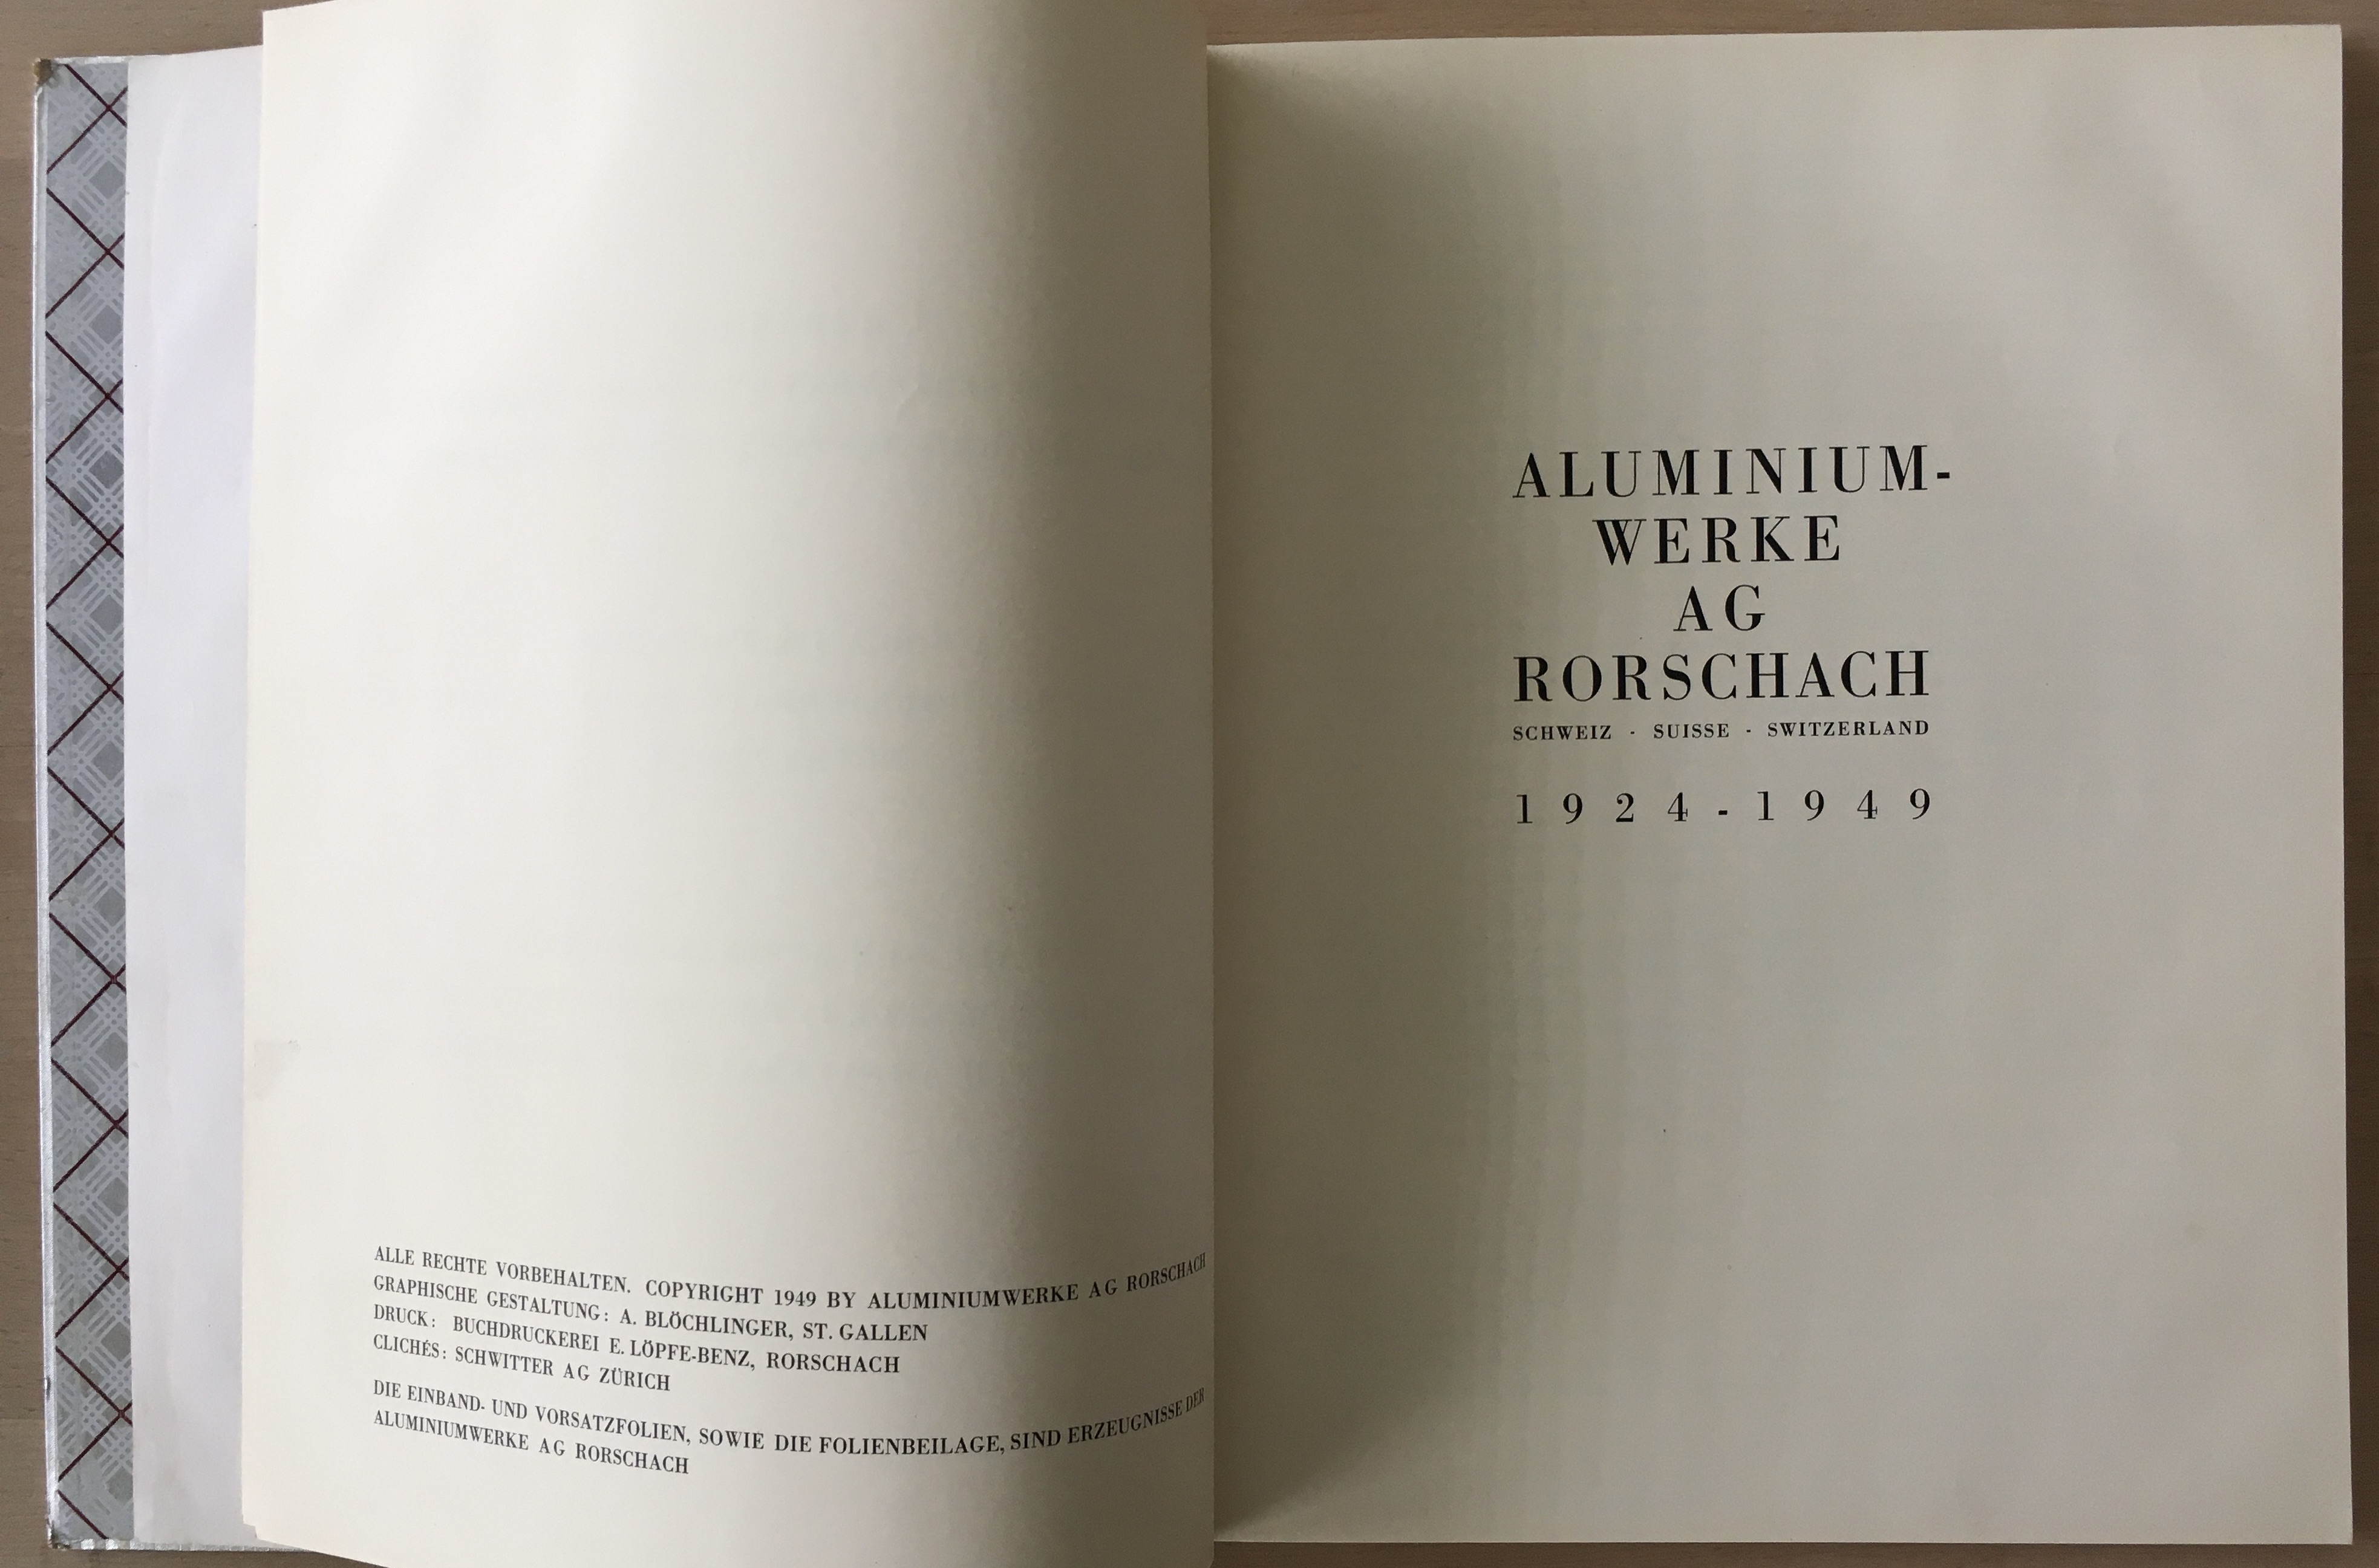 ALLE RECHTE VORBEHALTEN. COPYRIGHT 1949 BY ALUMINIUMWERKE AG RORSCHACH
GRAPHISCHE GESTALTUNG: A. BLÖCHLINGER, ST. GALLEN
DRUCK: BUCHDRUCKEREI E. LÖPFE-BENZ, RORSCHACH
CLICHÉS: SCHWITTER AG ZÜRICH
DIE EINBAND- UND VORSATZFOLIEN, SOWIE DIE FOLIENBEILAGE, SIND ERZEUGNISSE DER
ALUMINIUMWERKE AG RORSCHACH
ALUMINIUM-
WERKE
AG
RORSCHACH
SCHWEIZ - SUISSE - SWITZERLAND
1924-1949